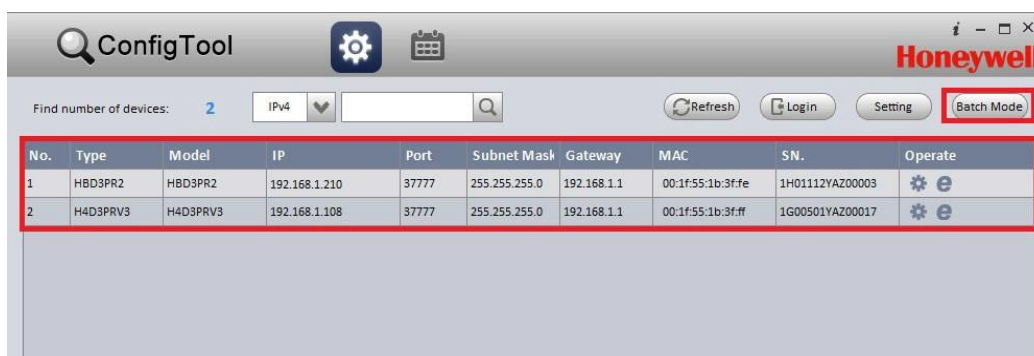 ConfigTool
i
Honeywell
Find number of devices: 2 IPv4 Refresh Login Setting Batch Mode
No. Type Model IP Port Subnet Mask Gateway MAC SN. Operate
1 HBD3PR2 HBD3PR2 192.168.1.210 37777 255.255.255.0 192.168.1.1 00:1f:55:1b:3f:fe 1H01112YAZ00003
2 H4D3PRV3 H4D3PRV3 192.168.1.108 37777 255.255.255.0 192.168.1.1 00:1f:55:1b:3f:ff 1G00501YAZ00017